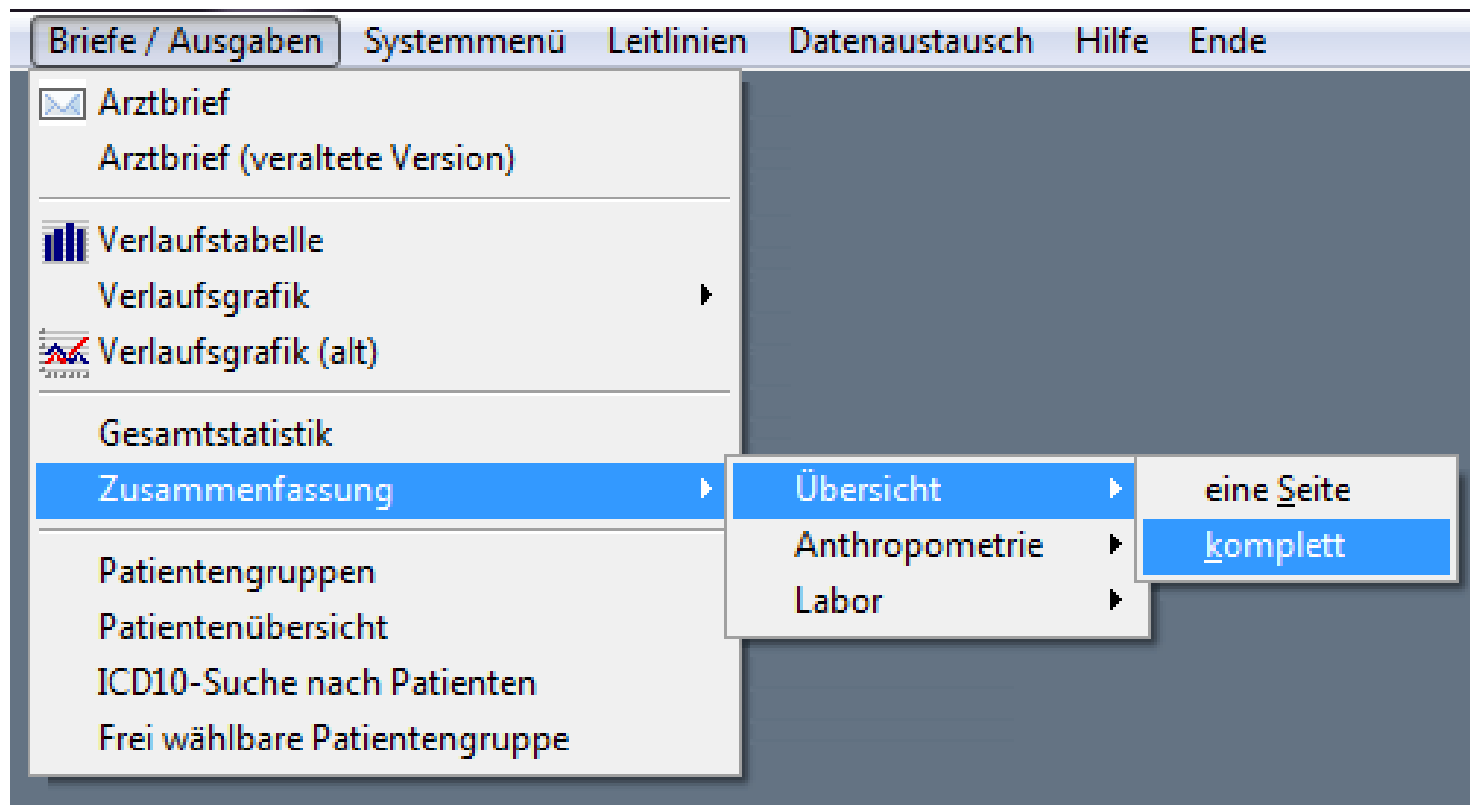 Briefe / Ausgaben Systemmenü Leitlinien Datenaustausch Hilfe Ende
Arztbrief
Arztbrief (veraltete Version)
Verlaufstabelle
Verlaufsgrafik
Verlaufsgrafik (alt)
Gesamtstatistik
Zusammenfassung
Patientengruppen
Patientenübersicht
ICD10-Suche nach Patienten
Frei wählbare Patientengruppe
Übersicht
Anthropometrie
Labor
eine Seite
komplett